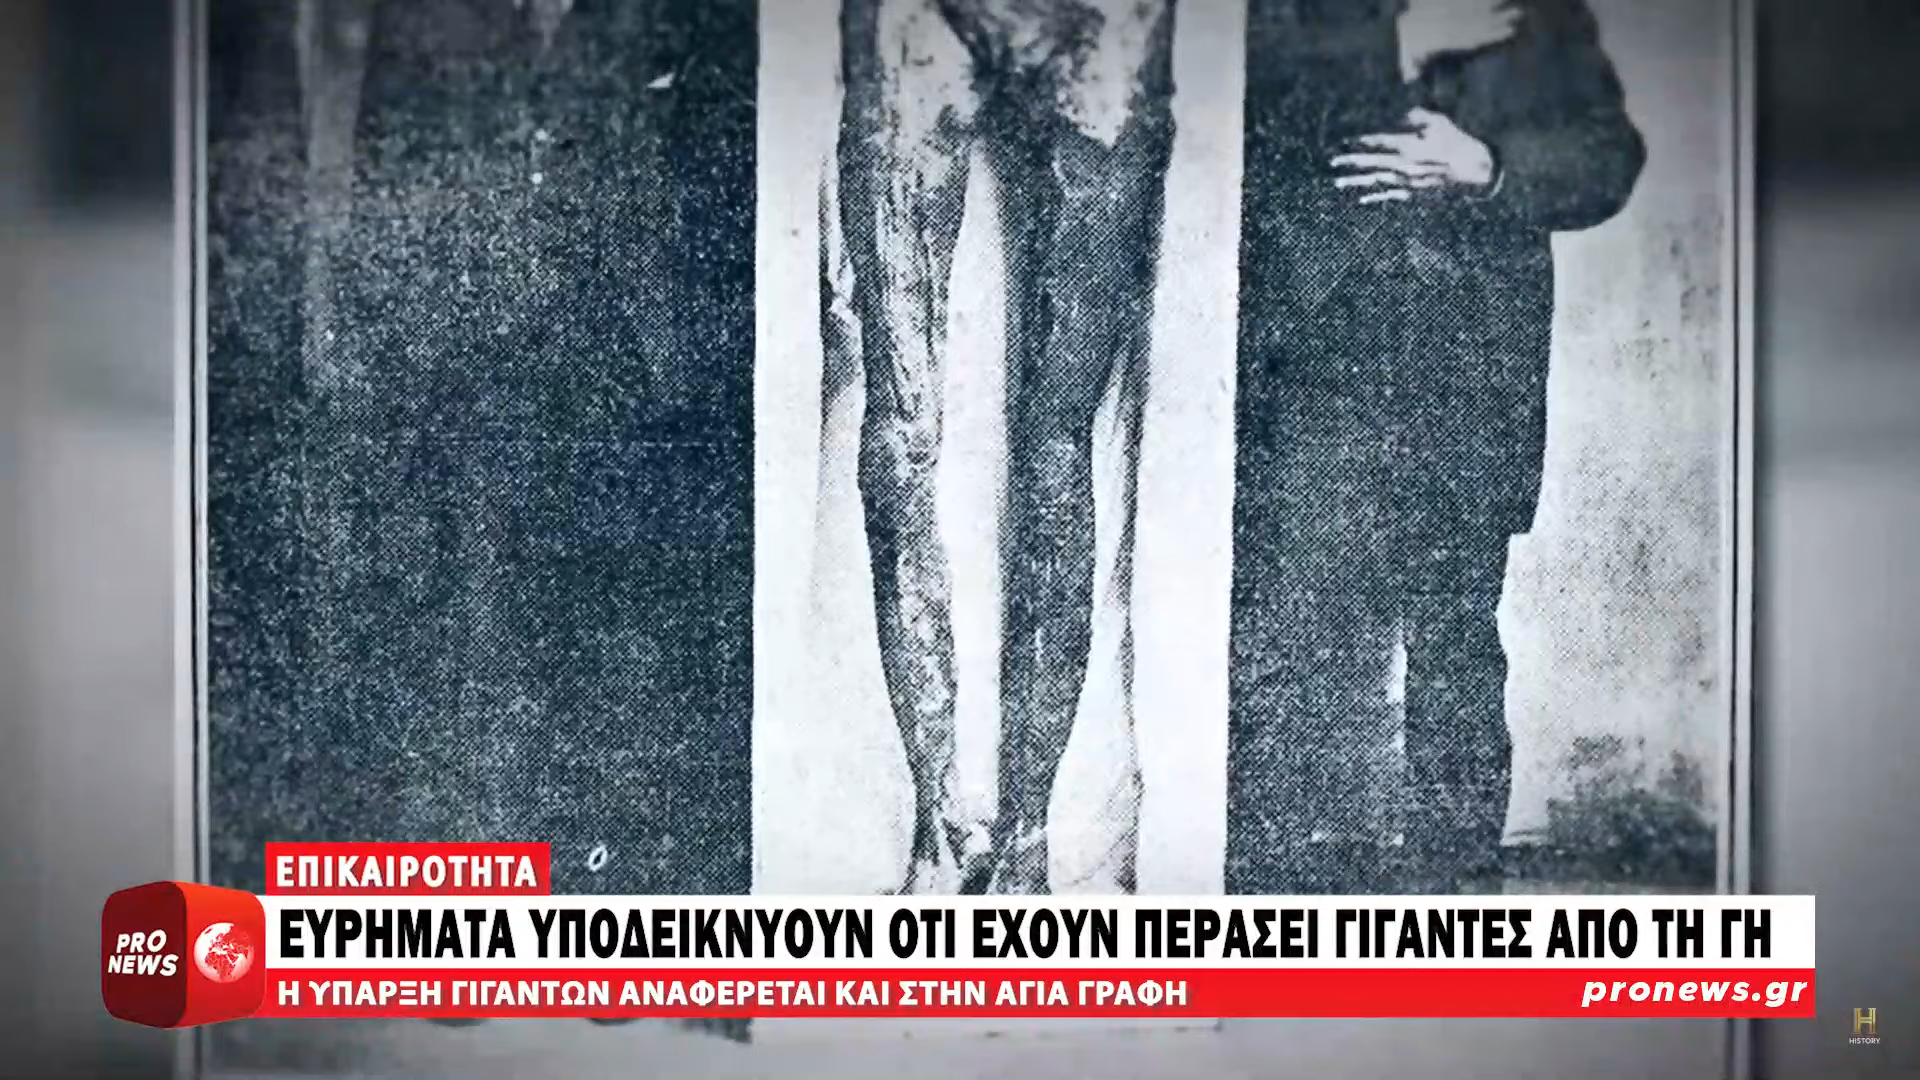 ΕΠΙΚΑΙΡΟΤΗΤΑ
PRO
NEWS
ΕΥΡΗΜΑΤΑ ΥΠΟΔΕΙΚΝΥΟΥΝ ΟΤΙ ΕΧΟΥΝ ΠΕΡΑΣΕΙ ΓΙΓΑΝΤΕΣ ΑΠΟ ΤΗ ΓΗ
Η ΥΠΑΡΞΗ ΓΙΓΑΝΤΩΝ ΑΝΑΦΕΡΕΤΑΙ ΚΑΙ ΣΤΗΝ ΑΓΙΑ ΓΡΑΦΗ
pronews.gr
H
HISTORY